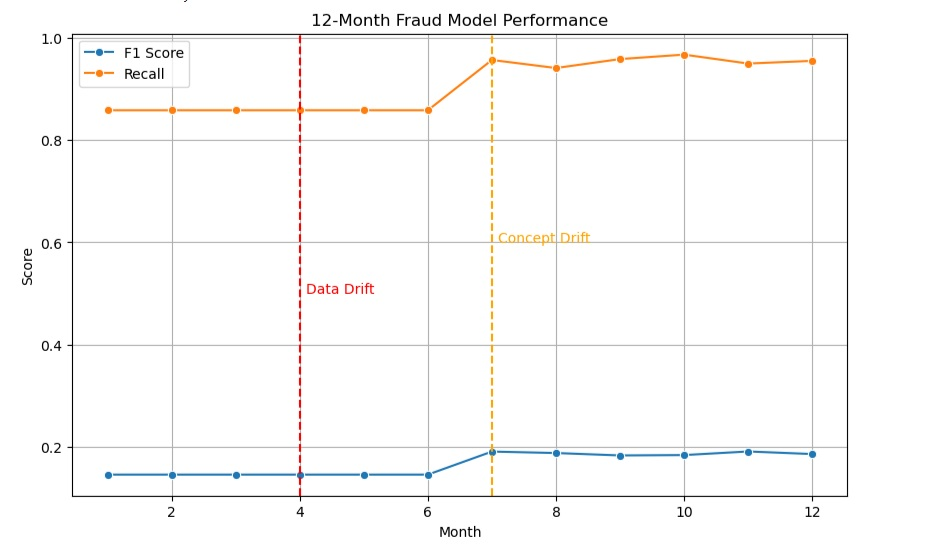 12-Month Fraud Model Performance
F1 Score
Recall
1.0
0.8
0.6
0.4
0.2
Score
Concept Drift
Data Drift
2 4 6 8 10 12
Month